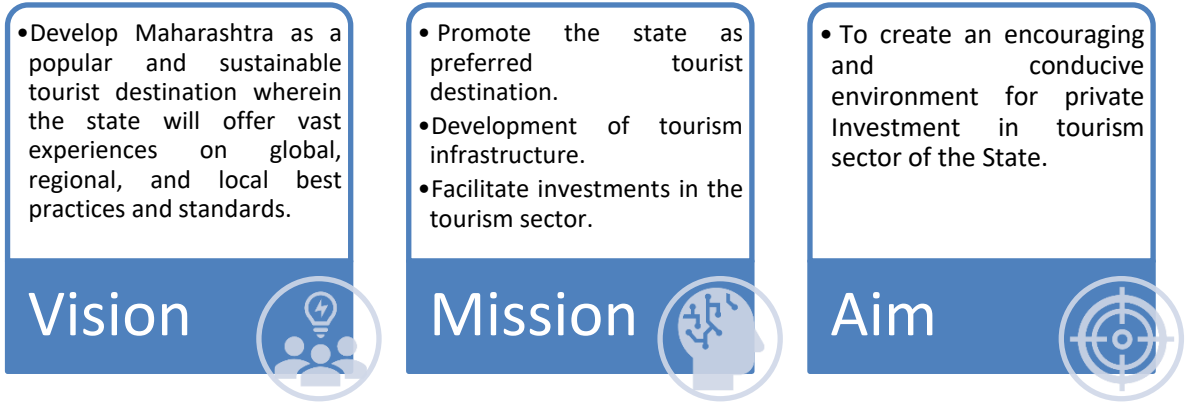 •Develop Maharashtra as a
popular and sustainable
tourist destination wherein
the state will offer vast
experiences on global,
regional, and local best
practices and standards.
Vision
• Promote the state as
preferred tourist
destination.
•Development of tourism
infrastructure.
•Facilitate investments in the
tourism sector.
Mission
• To create an encouraging
and conducive
environment for private
Investment in tourism
sector of the State.
Aim